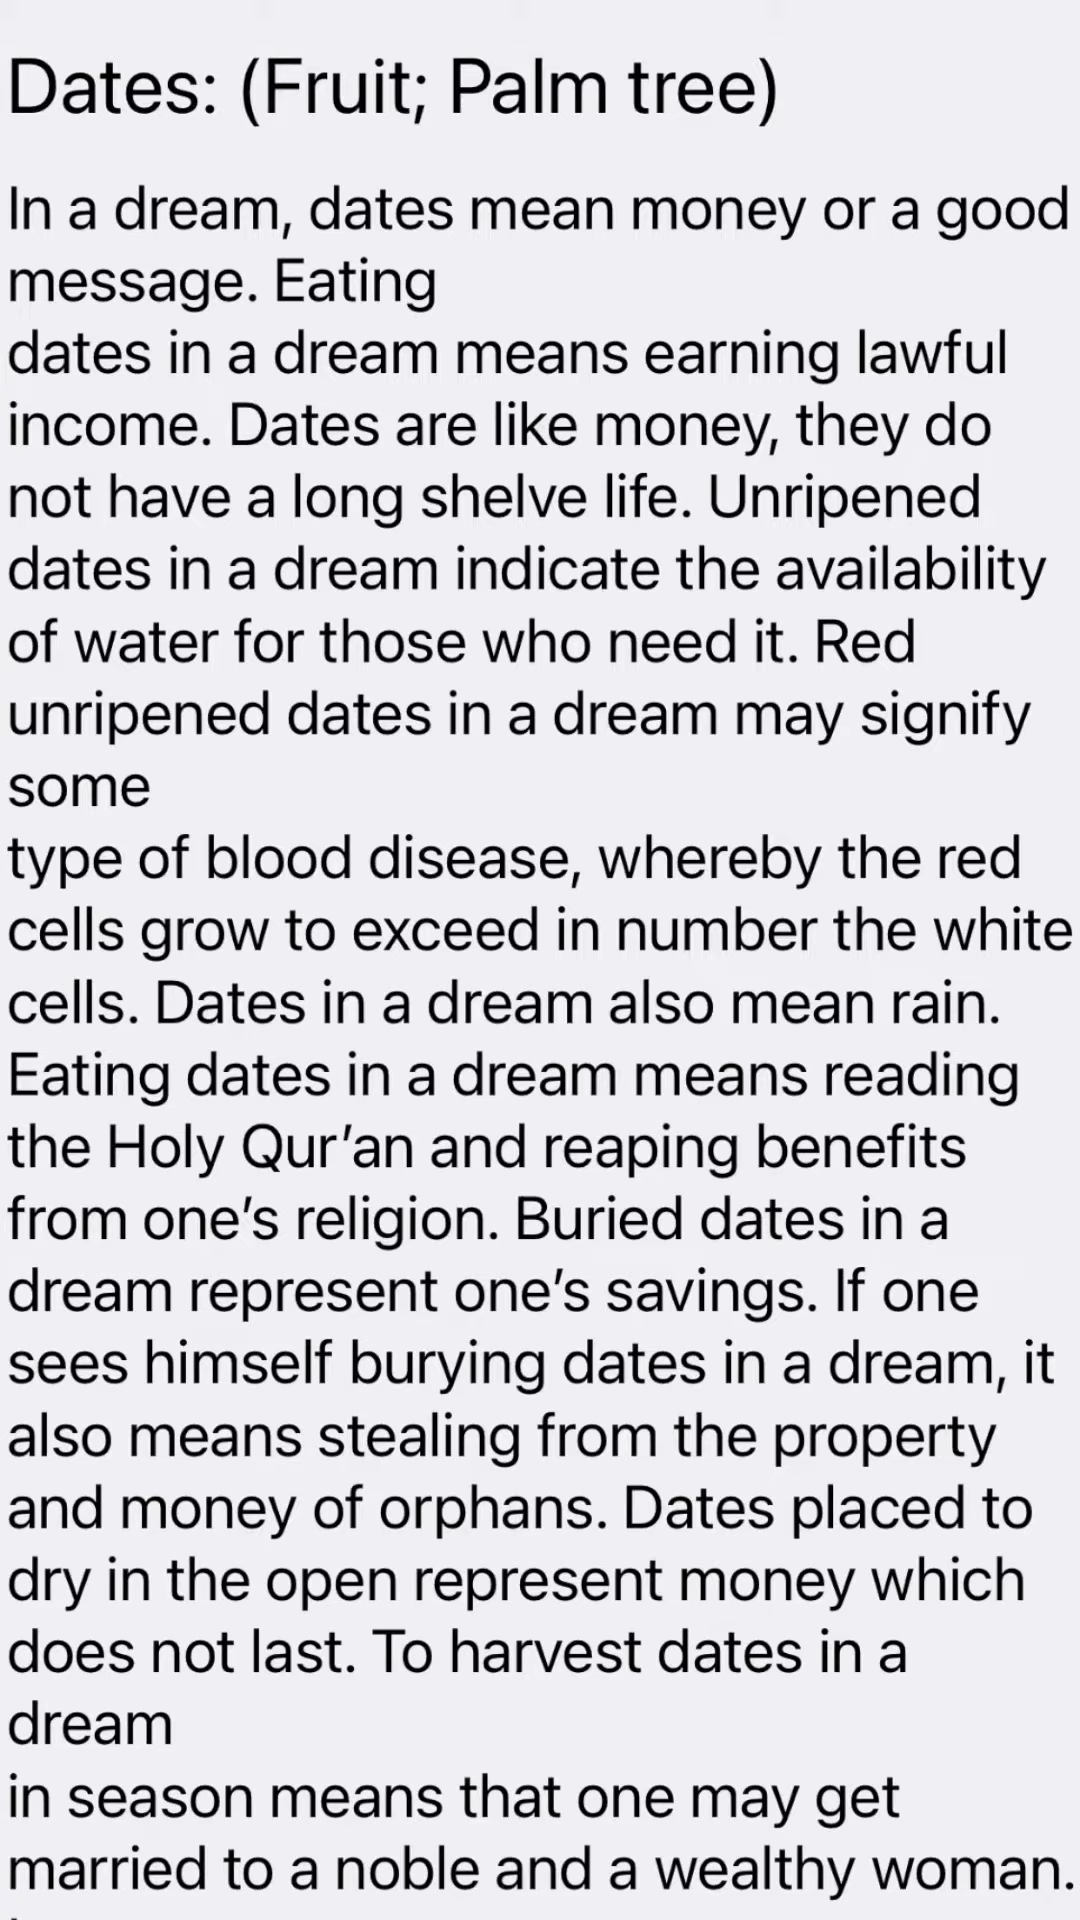 Dates: (Fruit; Palm tree)
In a dream, dates mean money or a good
message. Eating
dates in a dream means earning lawful
income. Dates are like money, they do
not have a long shelve life. Unripened
dates in a dream indicate the availability
of water for those who need it. Red
unripened dates in a dream may signify
some
type of blood disease, whereby the red
cells grow to exceed in number the white
cells. Dates in a dream also mean rain.
Eating dates in a dream means reading
the Holy Qur’an and reaping benefits
from one’s religion. Buried dates in a
dream represent one’s savings. If one
sees himself burying dates in a dream, it
also means stealing from the property
and money of orphans. Dates placed to
dry in the open represent money which
does not last. To harvest dates in a
dream
in season means that one may get
married to a noble and a wealthy woman.